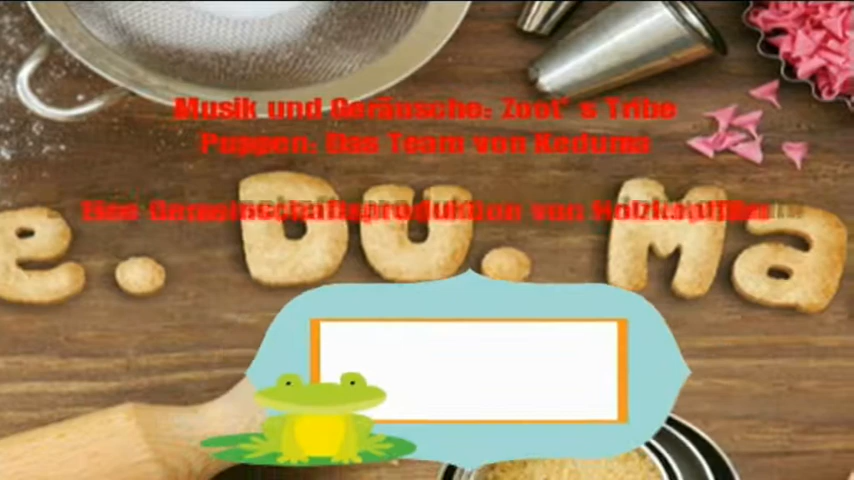 Musik und Geräusche: Zoot's Tribe
Puppen: Das Team von Keduma
Eine Gemeinschaftsproduktion von
e. Du. Ma